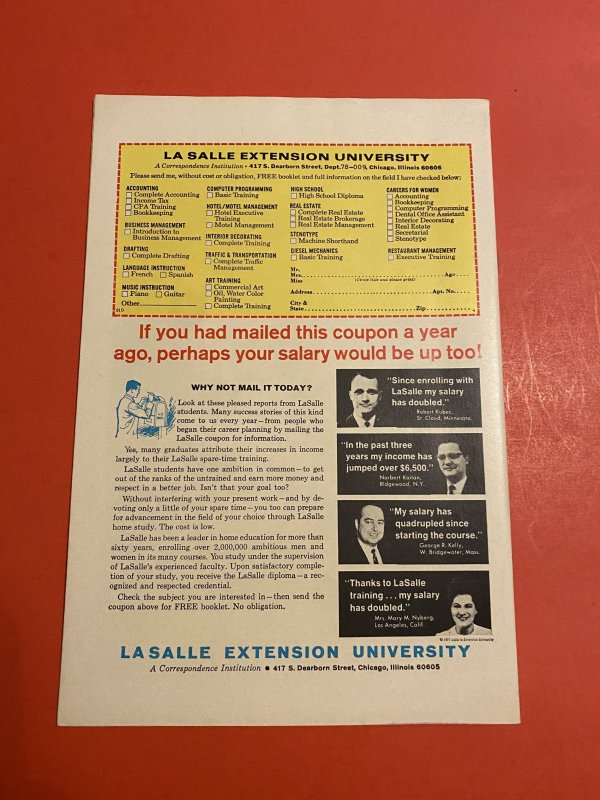 LA SALLE EXTENSION UNIVERSITY
A Correspondence Institution • 417 S. Dearborn Street, Dept. 78-009, Chicago, Illinois 60605
Please send me, without cost or obligation, FREE booklet and full information on the field I have checked below:
ACCOUNTING
Complete Accounting
Income Tax
CPA Training
Bookkeeping
BUSINESS MANAGEMENT
Introduction to
Business Management
DRAFTING
Complete Drafting
LANGUAGE INSTRUCTION
French Spanish
MUSIC INSTRUCTION
Piano Guitar
Other
COMPUTER PROGRAMMING
Basic Training
HOTEL/MOTEL MANAGEMENT
Hotel Executive
Training
Motel Management
INTERIOR DECORATING
Complete Training
TRAFFIC & TRANSPORTATION
Complete Traffic
Management
ART TRAINING
Commercial Art
Oil, Water Color
Painting
Complete Training
HIGH SCHOOL
High School Diploma
REAL ESTATE
Complete Real Estate
Real Estate Brokerage
Real Estate Management
STENOTYPE
Machine Shorthand
DIESEL MECHANICS
Basic Training
CAREERS FOR WOMEN
Accounting
Bookkeeping
Computer Programming
Dental Office Assistant
Interior Decorating
Real Estate
Secretarial
Stenotype
RESTAURANT MANAGEMENT
Executive Training
Mr.
Mrs. Age
Miss (Circle title and please print)
Address Apt. No.
City &
State Zip
If you had mailed this coupon a year
ago, perhaps your salary would be up too!
WHY NOT MAIL IT TODAY?
Look at these pleased reports from LaSalle
students. Many success stories of this kind
come to us every year—from people who
began their career planning by mailing the
LaSalle coupon for information.
Yes, many graduates attribute their increases in income
largely to their LaSalle spare-time training.
LaSalle students have one ambition in common—to get
out of the ranks of the untrained and earn more money and
respect in a better job. Isn't that your goal too?
Without interfering with your present work—and by de-
voting only a little of your spare time—you too can prepare
for advancement in the field of your choice through LaSalle
home study. The cost is low.
LaSalle has been a leader in home education for more than
sixty years, enrolling over 2,000,000 ambitious men and
women in its many courses. You study under the supervision
of LaSalle's experienced faculty. Upon satisfactory comple-
tion of your study, you receive the LaSalle diploma—a rec-
ognized and respected credential.
Check the subject you are interested in—then send the
coupon above for FREE booklet. No obligation.
"Since enrolling with
LaSalle my salary
has doubled."
Robert Kubec,
St. Cloud, Minnesota
"In the past three
years my income has
jumped over $6,500."
Norbert Kaitan,
Ridgewood, N.Y.
"My salary has
quadrupled since
starting the course."
George R. Kelly,
W. Bridgewater, Mass.
"Thanks to LaSalle
training . . . my salary
has doubled."
Mrs. Mary M. Nyberg,
Los Angeles, Calif.
© 1971 LaSalle Extension University
LA SALLE EXTENSION UNIVERSITY
A Correspondence Institution • 417 S. Dearborn Street, Chicago, Illinois 60605